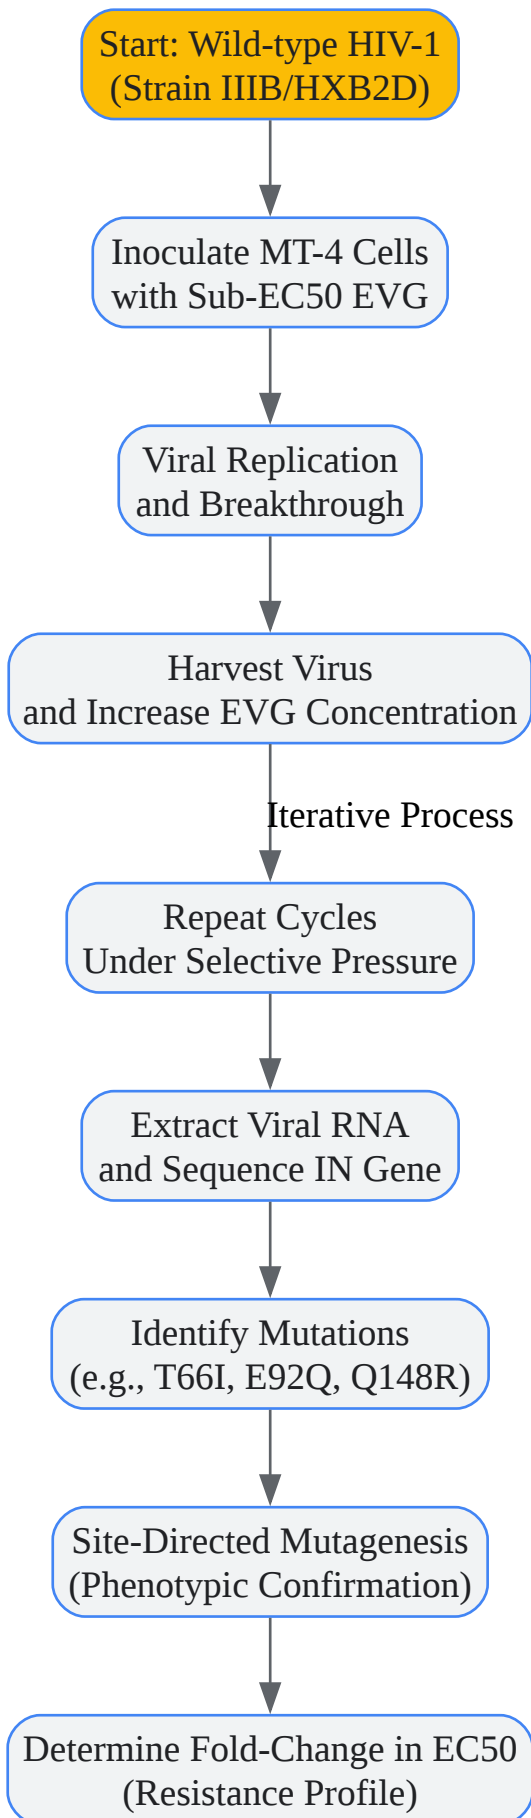 Start: Wild-type HIV-1
(Strain IIIB/HXB2D)
Inoculate MT-4 Cells
with Sub-EC50 EVG
Viral Replication
and Breakthrough
Harvest Virus
and Increase EVG Concentration
Iterative Process
Repeat Cycles
Under Selective Pressure
Extract Viral RNA
and Sequence IN Gene
Identify Mutations
(e.g., T66I, E92Q, Q148R)
Site-Directed Mutagenesis
(Phenotypic Confirmation)
Determine Fold-Change in EC50
(Resistance Profile)